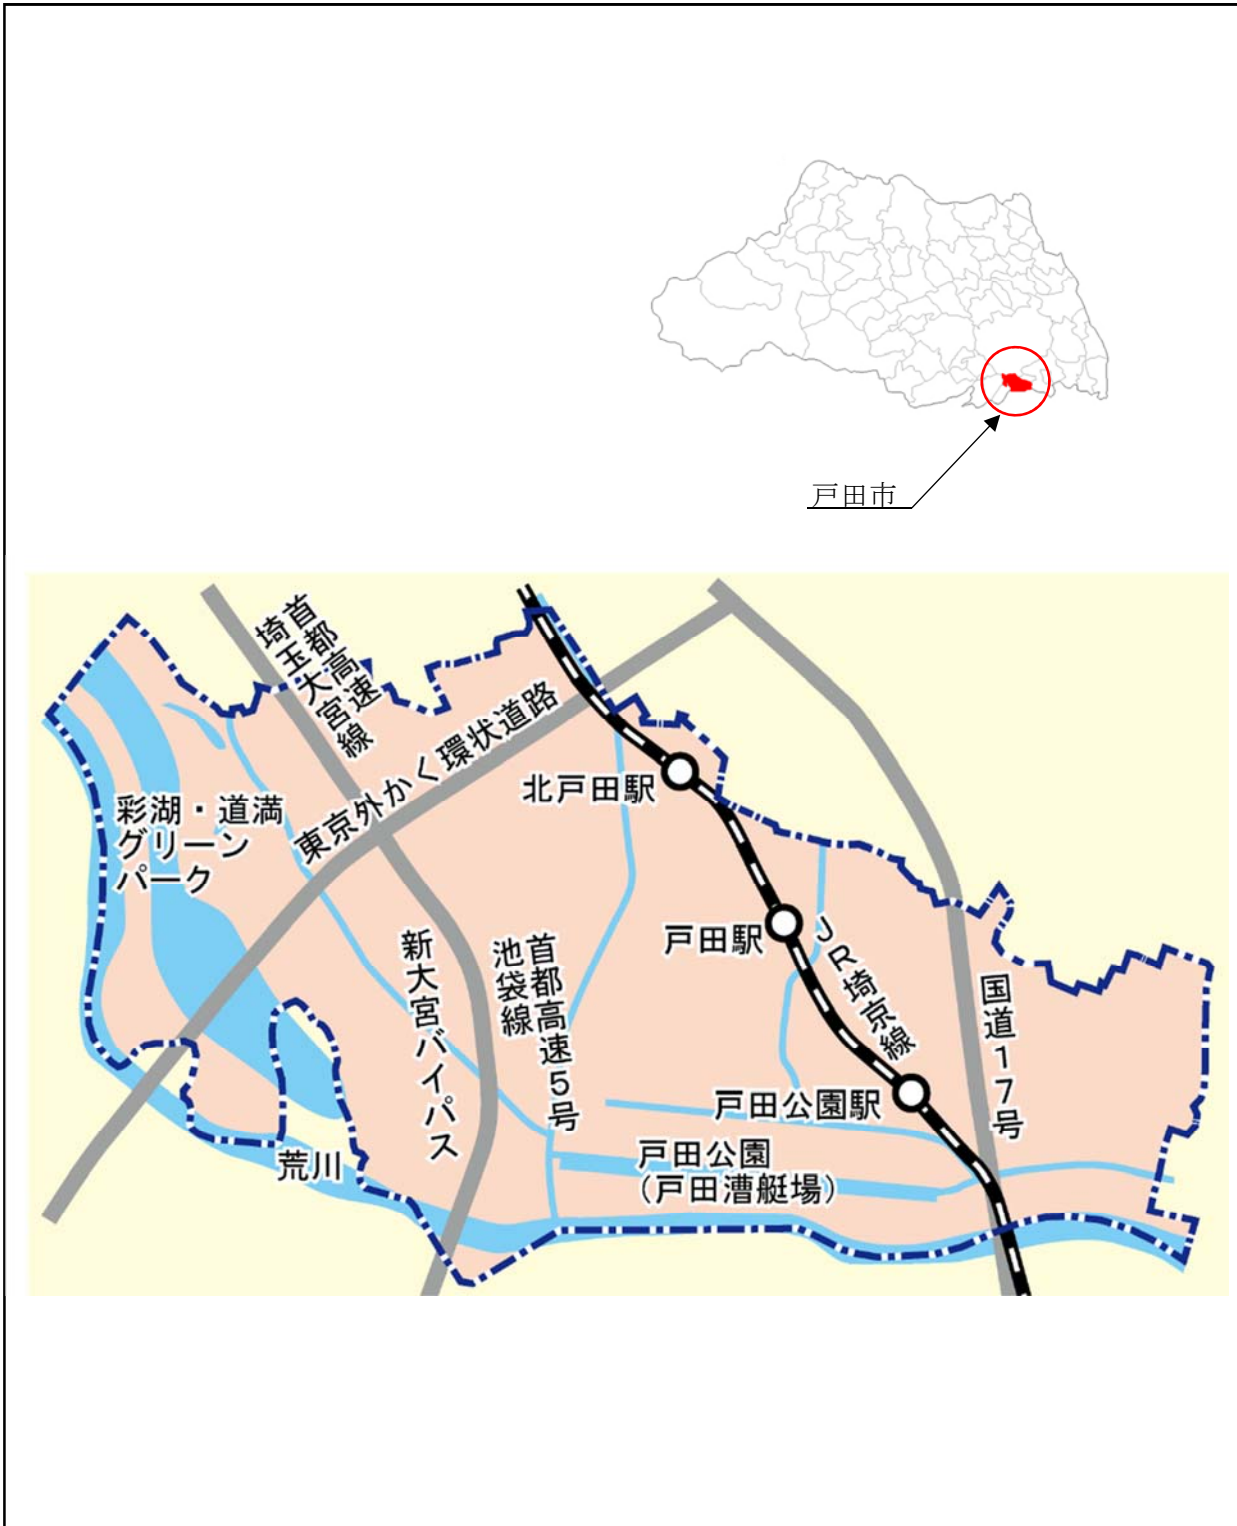 戸田市
首都高速
埼玉大宮線
東京外かく環状道路
北戸田駅
彩湖・道満
グリーン
パーク
戸田駅
JR埼京線
新大宮バイパス
首都高速5号
池袋線
国道17号
戸田公園駅
荒川
戸田公園
(戸田漕艇場)